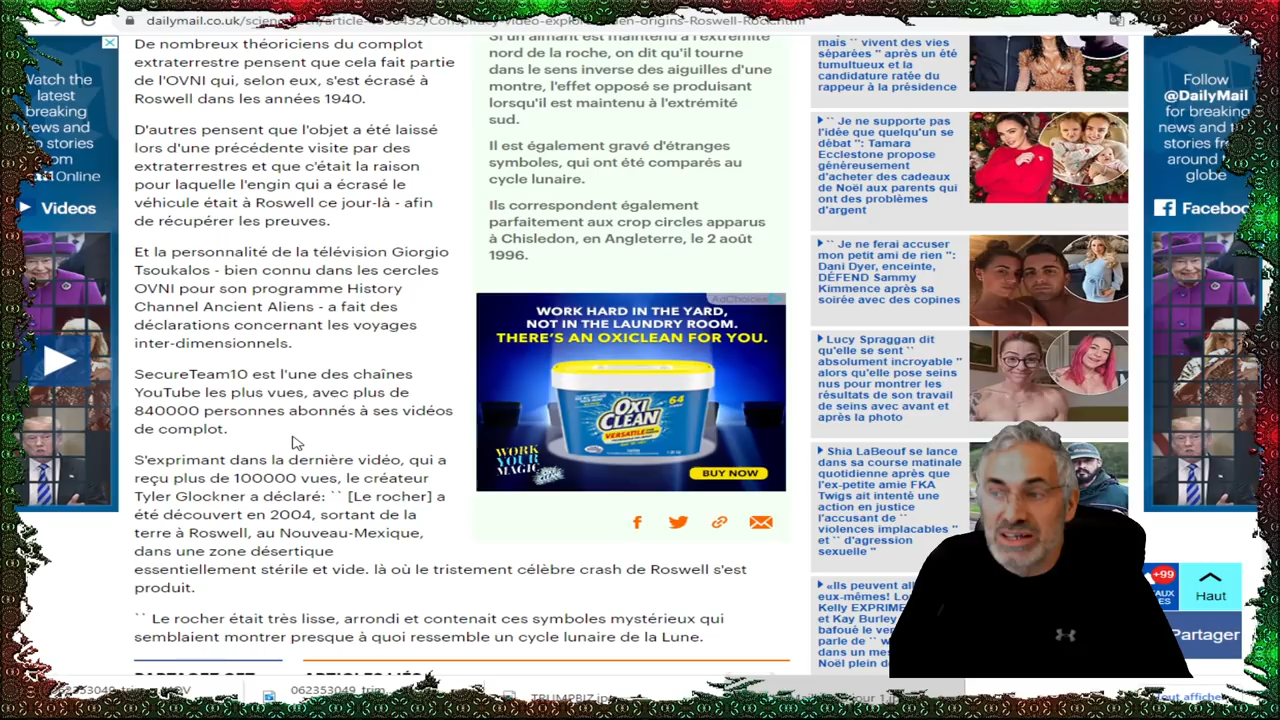 dailymail.co.uk/scien
Watch the
latest
breaking
news and
to stories
from
Videos
De nombreux théoriciens du complot
extraterrestre pensent que cela fait partie
de l'OVNI qui, selon eux, s'est écrasé à
Roswell dans les années 1940.
D'autres pensent que l'objet a été laissé
lors d'une précédente visite par des
extraterrestres et que c'était la raison
pour laquelle l'engin qui a écrasé le
véhicule était à Roswell ce jour-là - afin
de récupérer les preuves.
Et la personnalité de la télévision Giorgio
Tsoukalos - bien connu dans les cercles
OVNI pour son programme History
Channel Ancient Aliens - a fait des
déclarations concernant les voyages
inter-dimensionnels.
SecureTeam10 est l'une des chaînes
YouTube les plus vues, avec plus de
840000 personnes abonnés à ses vidéos
de complot.
S'exprimant dans la dernière vidéo, qui a
reçu plus de 100000 vues, le créateur
Tyler Glockner a déclaré: `` [Le rocher] a
été découvert en 2004, sortant de la
terre à Roswell, au Nouveau-Mexique,
dans une zone désertique
essentiellement stérile et vide. là où le tristement célèbre crash de Roswell s'est
produit.
`` Le rocher était très lisse, arrondi et contenait ces symboles mystérieux qui
semblaient montrer presque à quoi ressemble un cycle lunaire de la Lune.
Si un aimant est maintenu à l'extrémité
nord de la roche, on dit qu'il tourne
dans le sens inverse des aiguilles d'une
montre, l'effet opposé se produisant
lorsqu'il est maintenu à l'extrémité
sud.
Il est également gravé d'étranges
symboles, qui ont été comparés au
cycle lunaire.
Ils correspondent également
parfaitement aux crop circles apparus
à Chisledon, en Angleterre, le 2 août
1996.
AdChoices
WORK HARD IN THE YARD,
NOT IN THE LAUNDRY ROOM.
THERE'S AN OXICLEAN FOR YOU.
OXI
CLEAN
VERSATILE
64
WORK
YOUR
MAGIC
BUY NOW
mais `` vivent des vies
séparées '' après un été
tumultueux et la
candidature ratée du
rappeur à la présidence
`` Je ne supporte pas
l'idée que quelqu'un se
débat '': Tamara
Ecclestone propose
généreusement
d'acheter des cadeaux
de Noël aux parents qui
ont des problèmes
d'argent
`` Je ne ferai accuser
mon petit ami de rien '':
Dani Dyer, enceinte,
DÉFEND Sammy
Kimmence après sa
soirée avec des copines
Lucy Spraggan dit
qu'elle se sent ``
absolument incroyable ''
alors qu'elle pose seins
nus pour montrer les
résultats de son travail
de seins avec avant et
après la photo
Shia LaBeouf se lance
dans sa course matinale
quotidienne après que
l'ex-petite amie FKA
Twigs ait intenté une
action en justice
l'accusant de ``
violences implacables ''
et `` d'agression
sexuelle ''
«Ils peuvent
eux-mêmes!
Kelly
et Kay Burley
bafoué le
parle de ``
dans un
Noël plein
Follow
@DailyMail
for breaking
news and
stories
around
globe
+99
Haut
Partager
062353049_trim
TRUMPBIZ
jour 1
tout affiche